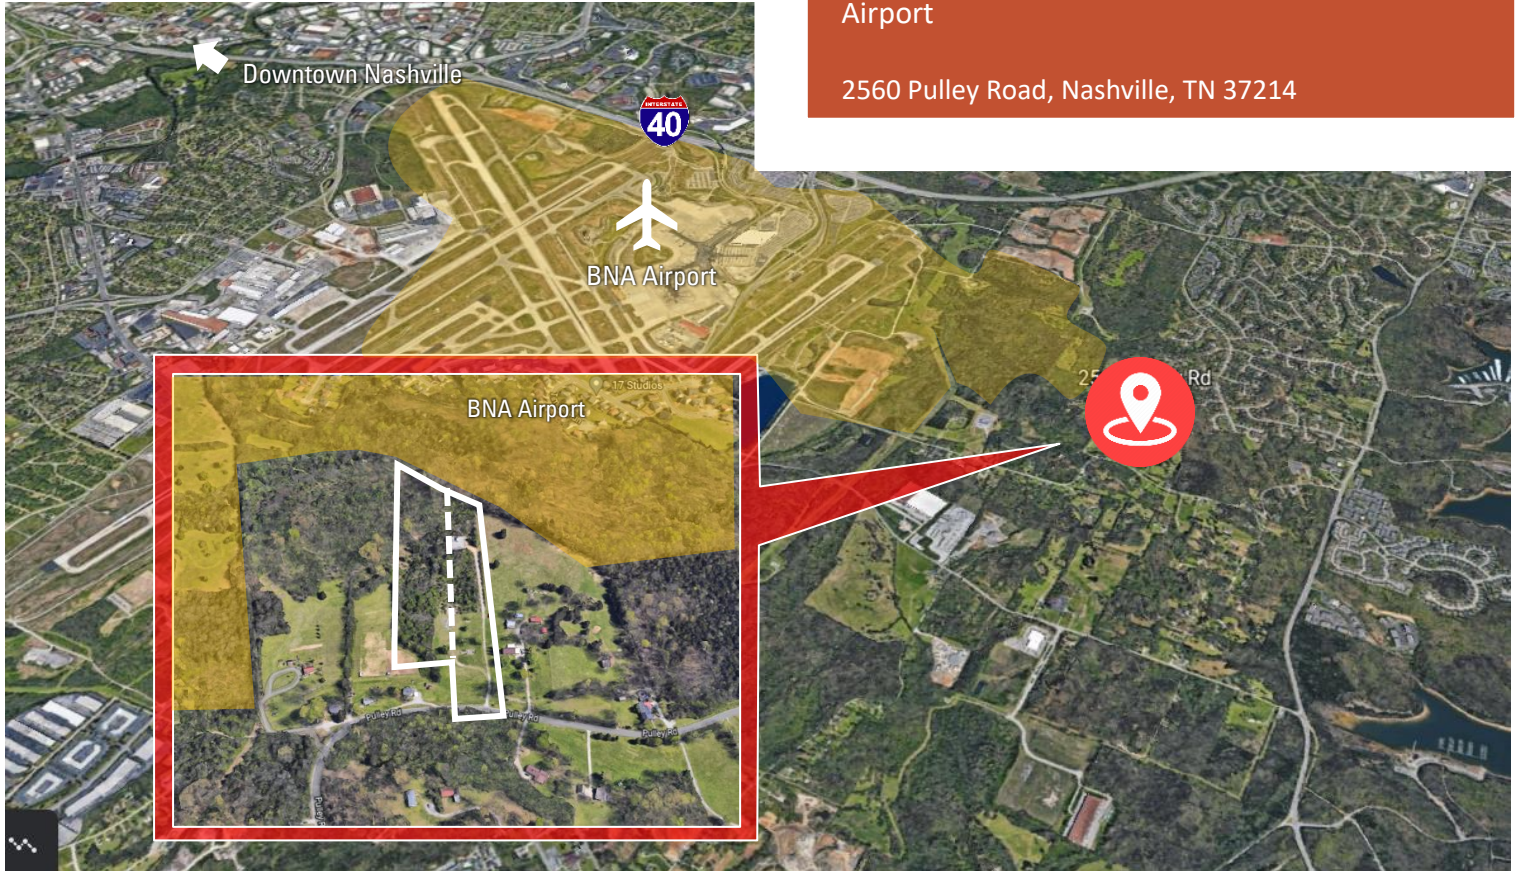 Airport
2560 Pulley Road, Nashville, TN 37214
Downtown Nashville
INTERSTATE
40
BNA Airport
25 Rd
17 Studios
BNA Airport
Pulley Rd
Pulley Rd
Pulley Rd